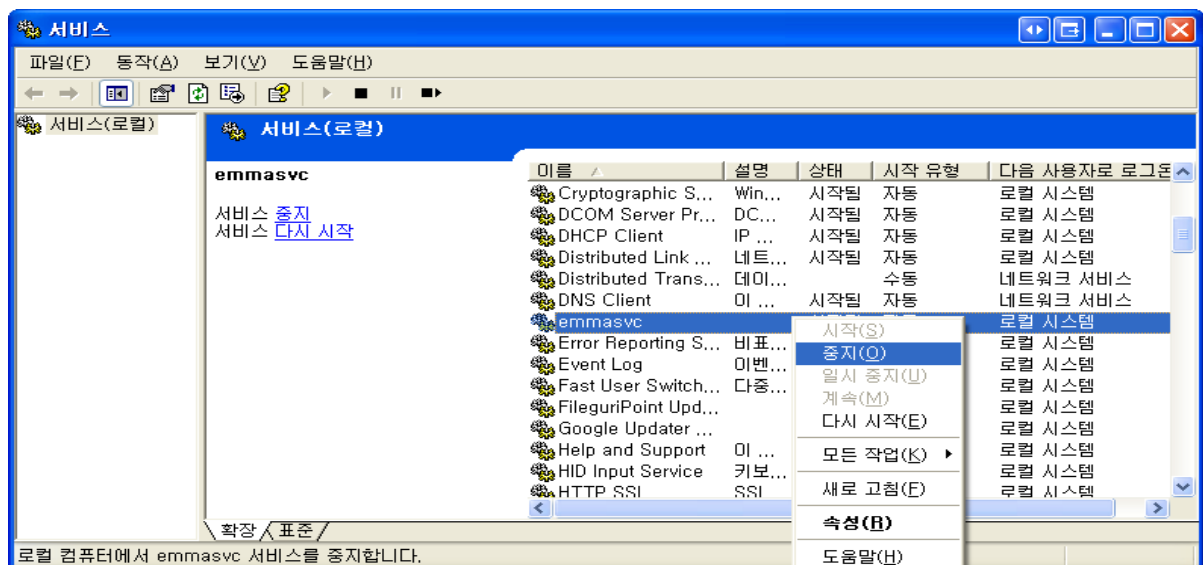 서비스
파일(F) 동작(A) 보기(V) 도움말(H)
서비스(로컬)
서비스(로컬)
emmasvc
서비스 중지
서비스 다시 시작
이름 설명 상태 시작 유형 다음 사용자로 로그온
Cryptographic S... Win... 시작됨 자동 로컬 시스템
DCOM Server Pr... DC... 시작됨 자동 로컬 시스템
DHCP Client IP ... 시작됨 자동 로컬 시스템
Distributed Link ... 네트... 시작됨 자동 로컬 시스템
Distributed Trans... 데이... 수동 네트워크 서비스
DNS Client 이 ... 시작됨 자동 네트워크 서비스
emmasvc 로컬 시스템
Error Reporting S... 비표... 로컬 시스템
Event Log 이벤... 로컬 시스템
Fast User Switch... 다중... 로컬 시스템
FileguriPoint Upd... 로컬 시스템
Google Updater ... 로컬 시스템
Help and Support 이 ... 로컬 시스템
HID Input Service 키보... 로컬 시스템
HTTP SSL SSL 로컬 시스템
시작(S)
중지(O)
일시 중지(U)
계속(M)
다시 시작(E)
모든 작업(K)
새로 고침(F)
속성(R)
도움말(H)
확장 표준
로컬 컴퓨터에서 emmasvc 서비스를 중지합니다.